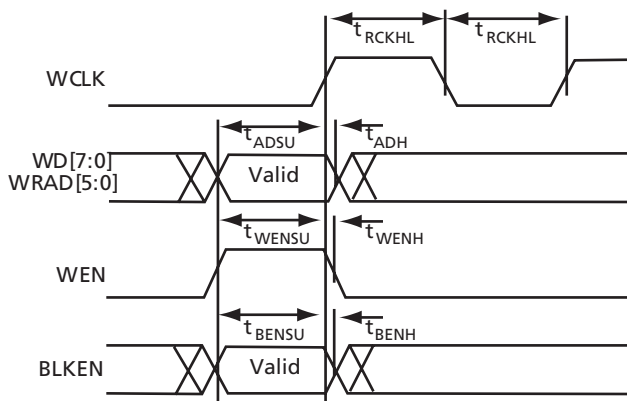 tRCKHL tRCKHL
WCLK
tADSU tADH
WD[7:0]
WRAD[5:0]
Valid
tWENSU tWENH
WEN
tBENSU tBENH
BLKEN
Valid